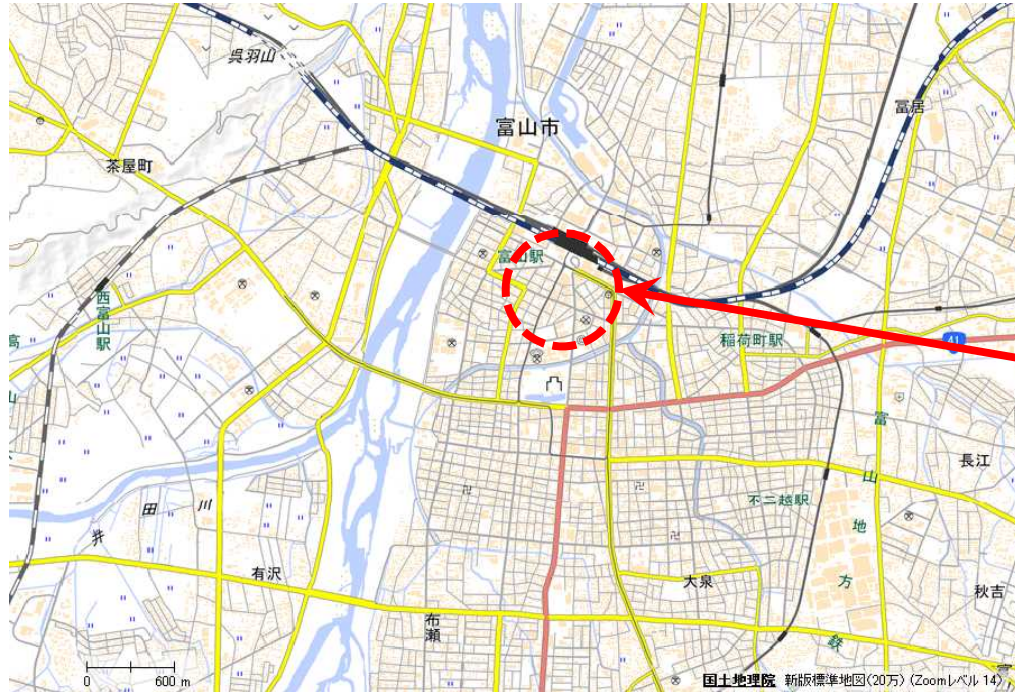 呉羽山
富山市
富居
茶屋町
富山駅
西富山駅
稲荷町駅
41
高
山
富山地方鉄
長江
不二越駅
井田川
有沢
大泉
秋吉
布瀬
0 600 m
国土地理院 新版標準地図(20万) (Zoomレベル 14)